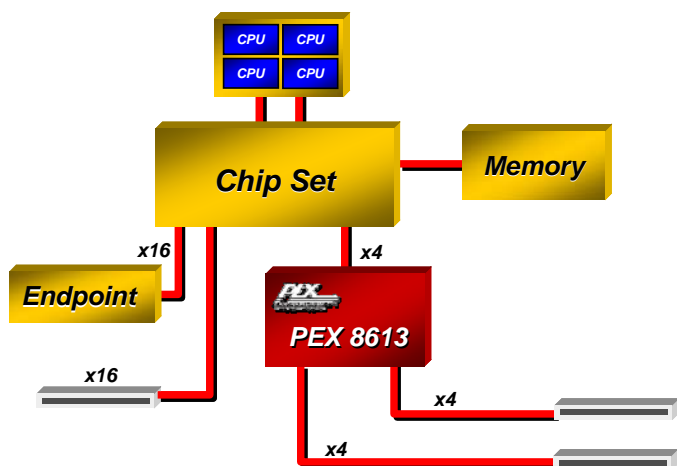 CPU CPU
CPU CPU
Chip Set
Memory
x16
x4
Endpoint
PEX
PEX 8613
x16
x4
x4